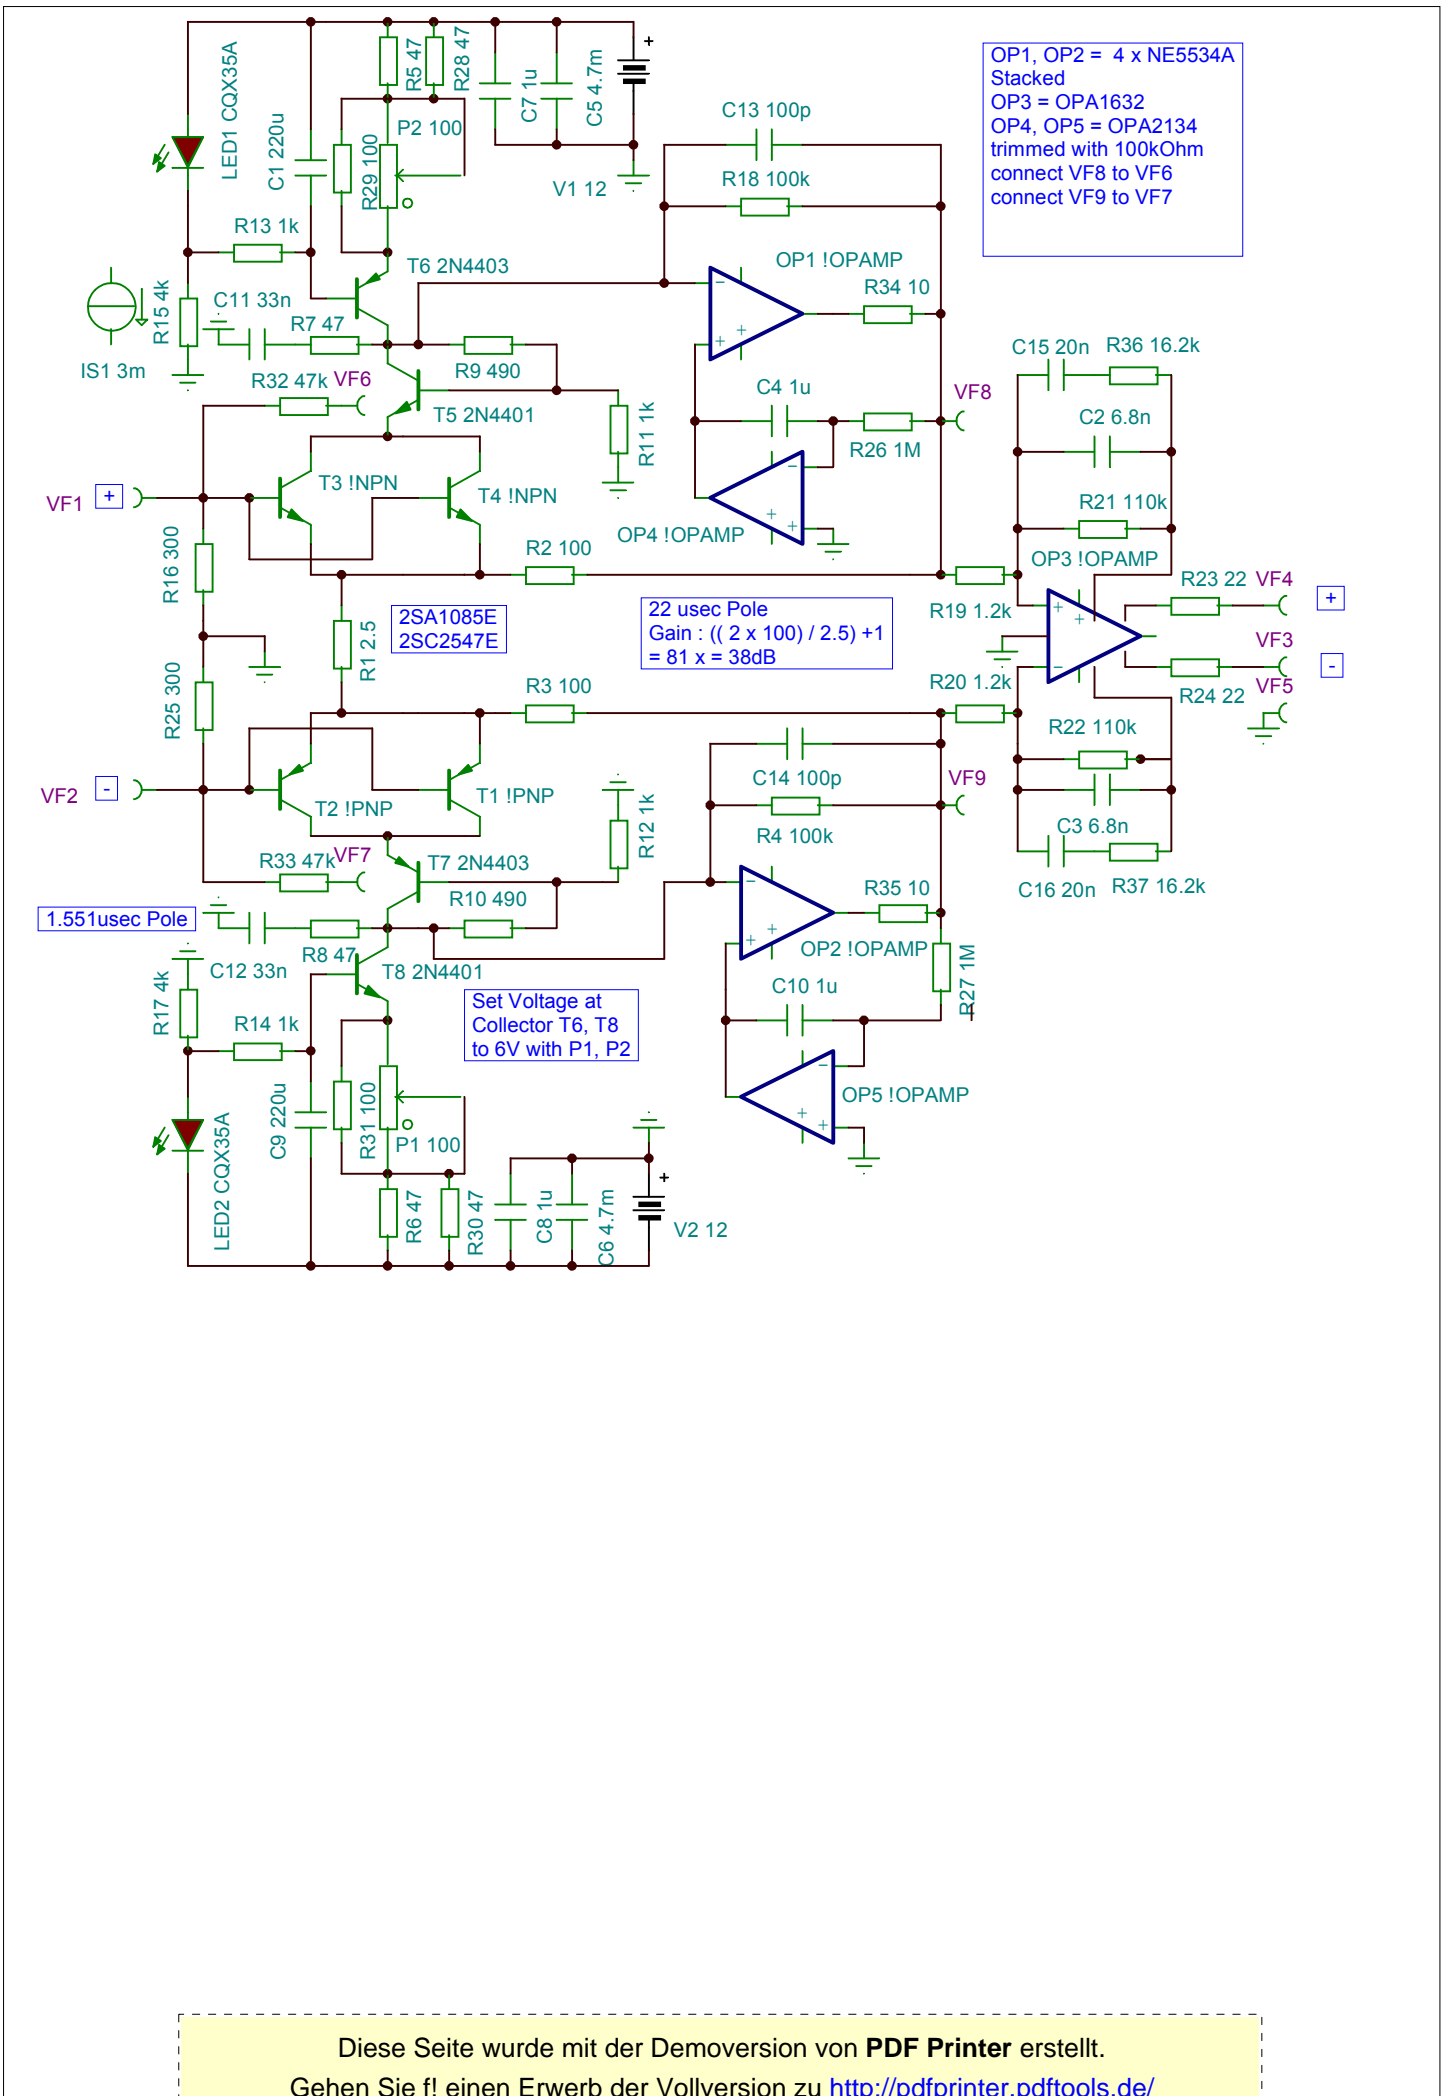 LED1 CQX35A
C1 220u
R5 47
R28 47
C7 1u
C5 4.7m
+
V1 12
P2 100
R29 100
R13 1k
T6 2N4403
C11 33n
R15 4k
IS1 3m
R7 47
R9 490
R32 47k
VF6
T5 2N4401
R11 1k
VF1
+
T3 !NPN
T4 !NPN
R16 300
R2 100
R1 2.5
2SA1085E
2SC2547E
R25 300
R3 100
VF2
-
T2 !PNP
T1 !PNP
R12 1k
R33 47k
VF7
T7 2N4403
R10 490
1.551usec Pole
R8 47
C12 33n
T8 2N4401
R17 4k
R14 1k
Set Voltage at
Collector T6, T8
to 6V with P1, P2
C9 220u
R31 100
P1 100
LED2 CQX35A
R6 47
R30 47
C8 1u
C6 4.7m
+
V2 12
C13 100p
R18 100k
OP1 !OPAMP
R34 10
C4 1u
R26 1M
VF8
OP4 !OPAMP
22 usec Pole
Gain : (( 2 x 100) / 2.5) +1
= 81 x = 38dB
C14 100p
R4 100k
VF9
R35 10
OP2 !OPAMP
C10 1u
R27 1M
OP5 !OPAMP
OP1, OP2 =  4 x NE5534A
Stacked
OP3 = OPA1632
OP4, OP5 = OPA2134
trimmed with 100kOhm
connect VF8 to VF6
connect VF9 to VF7
C15 20n
R36 16.2k
C2 6.8n
R21 110k
OP3 !OPAMP
R19 1.2k
R23 22
VF4
+
VF3
-
R20 1.2k
R24 22
VF5
R22 110k
C3 6.8n
C16 20n
R37 16.2k
Diese Seite wurde mit der Demoversion von PDF Printer erstellt.
Gehen Sie f! einen Erwerb der Vollversion zu http://pdfprinter.pdftools.de/